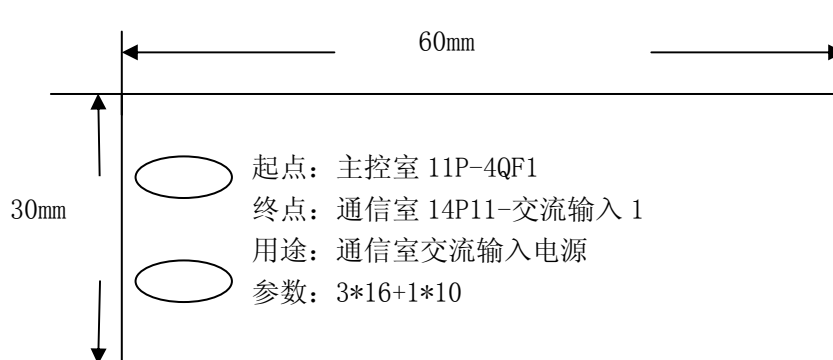 60mm
起点：主控室 11P-4QF1
30mm
终点：通信室 14P11-交流输入 1
用途：通信室交流输入电源
参数：3*16+1*10